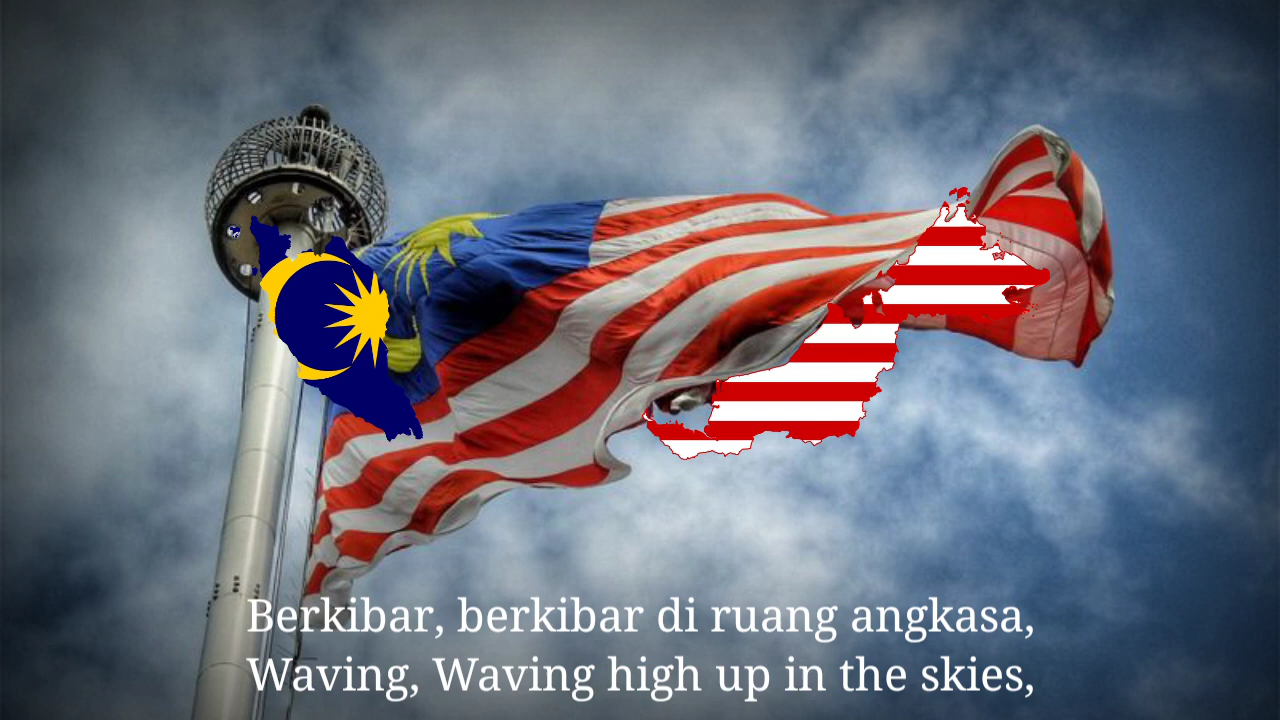 Berkibar, berkibar di ruang angkasa,
Waving, Waving high up in the skies,